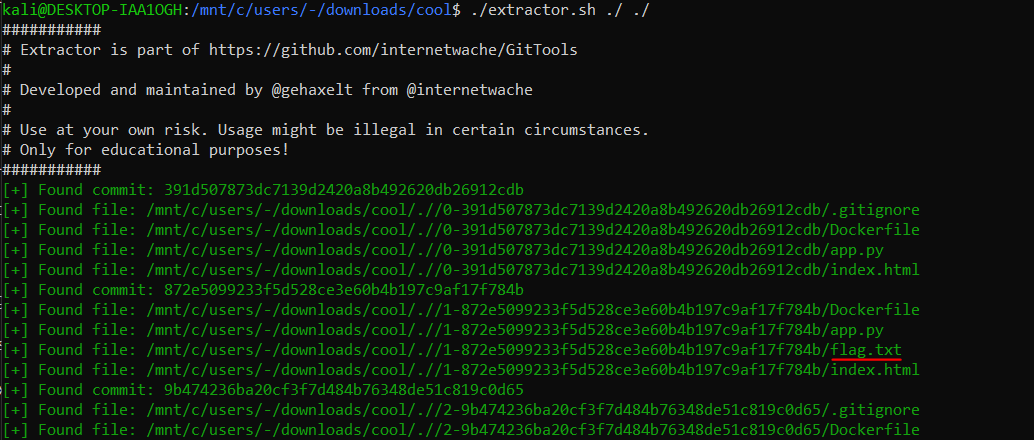 kali@DESKTOP-IAA1OGH:/mnt/c/users/-/downloads/cool$ ./extractor.sh ./ ./
###########
# Extractor is part of https://github.com/internetwache/GitTools
#
# Developed and maintained by @gehaxelt from @internetwache
#
# Use at your own risk. Usage might be illegal in certain circumstances.
# Only for educational purposes!
###########
[+] Found commit: 391d507873dc7139d2420a8b492620db26912cdb
[+] Found file: /mnt/c/users/-/downloads/cool/.//0-391d507873dc7139d2420a8b492620db26912cdb/.gitignore
[+] Found file: /mnt/c/users/-/downloads/cool/.//0-391d507873dc7139d2420a8b492620db26912cdb/Dockerfile
[+] Found file: /mnt/c/users/-/downloads/cool/.//0-391d507873dc7139d2420a8b492620db26912cdb/app.py
[+] Found file: /mnt/c/users/-/downloads/cool/.//0-391d507873dc7139d2420a8b492620db26912cdb/index.html
[+] Found commit: 872e5099233f5d528ce3e60b4b197c9af17f784b
[+] Found file: /mnt/c/users/-/downloads/cool/.//1-872e5099233f5d528ce3e60b4b197c9af17f784b/Dockerfile
[+] Found file: /mnt/c/users/-/downloads/cool/.//1-872e5099233f5d528ce3e60b4b197c9af17f784b/app.py
[+] Found file: /mnt/c/users/-/downloads/cool/.//1-872e5099233f5d528ce3e60b4b197c9af17f784b/flag.txt
[+] Found file: /mnt/c/users/-/downloads/cool/.//1-872e5099233f5d528ce3e60b4b197c9af17f784b/index.html
[+] Found commit: 9b474236ba20cf3f7d484b76348de51c819c0d65
[+] Found file: /mnt/c/users/-/downloads/cool/.//2-9b474236ba20cf3f7d484b76348de51c819c0d65/.gitignore
[+] Found file: /mnt/c/users/-/downloads/cool/.//2-9b474236ba20cf3f7d484b76348de51c819c0d65/Dockerfile